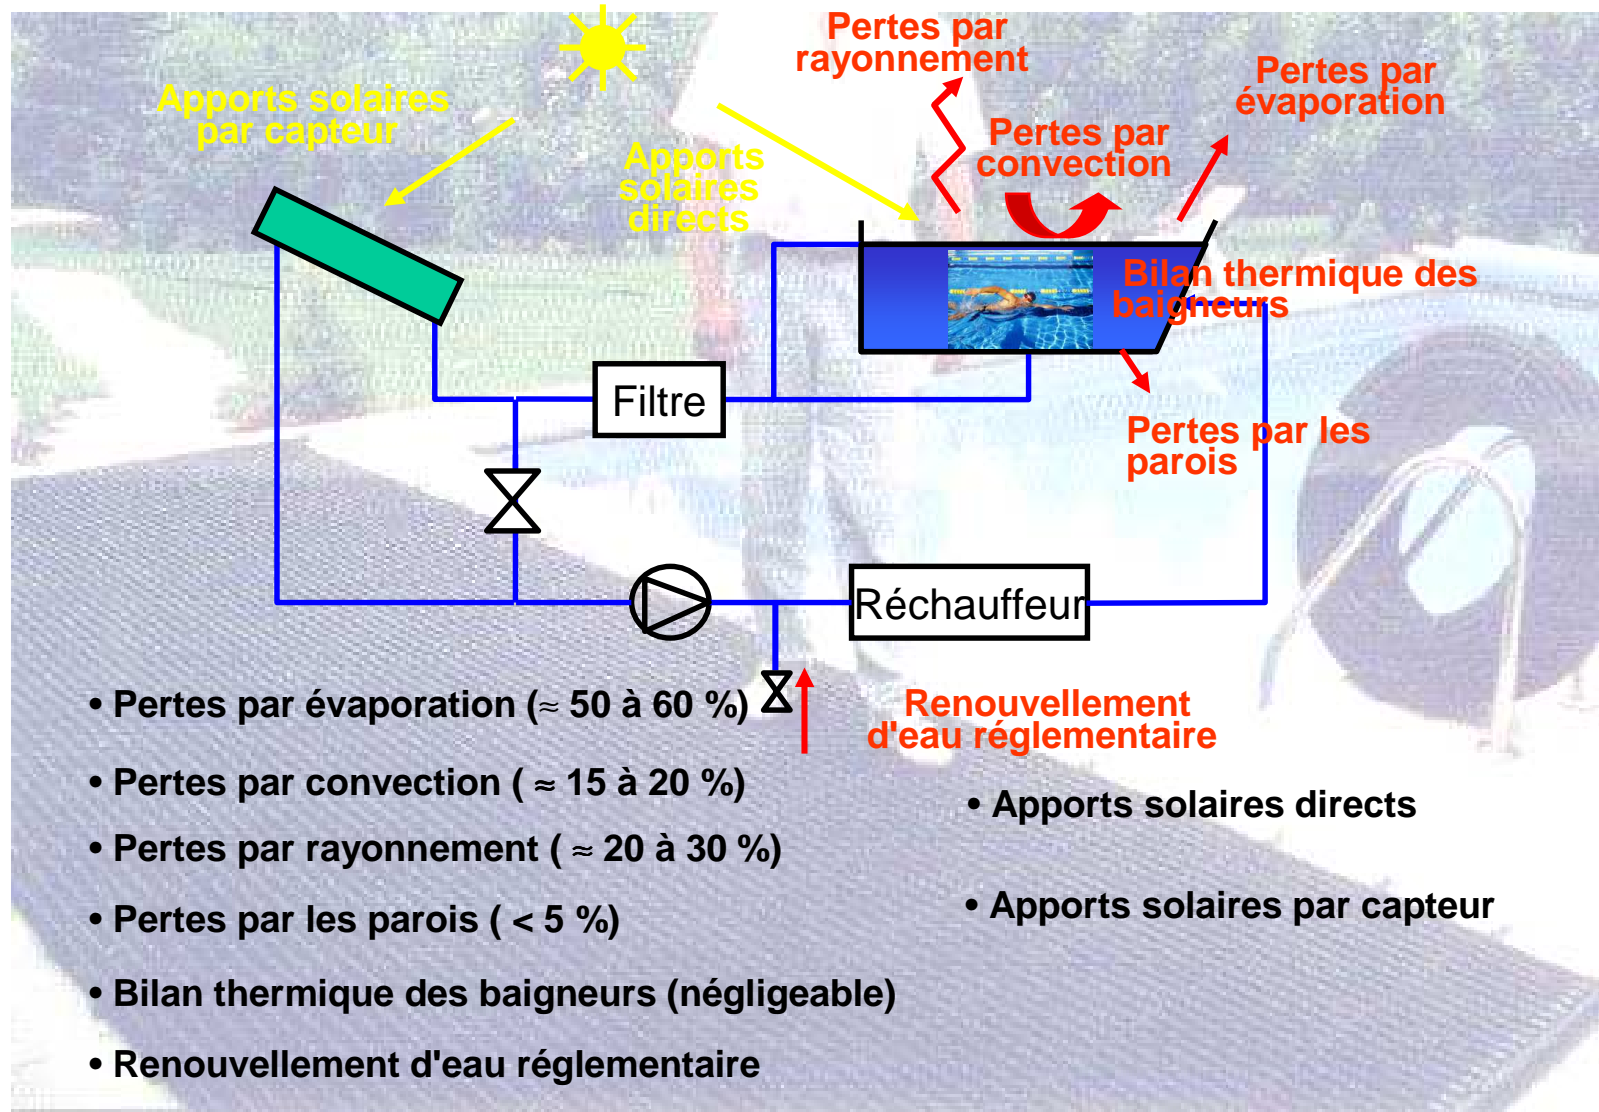 Pertes par
rayonnement
Pertes par
évaporation
Apports solaires
par capteur
Pertes par
convection
Apports
solaires
directs
Bilan thermique des
baigneurs
Filtre
Pertes par les
parois
Réchauffeur
• Pertes par évaporation (≈ 50 à 60 %)
Renouvellement
d'eau réglementaire
• Pertes par convection ( ≈ 15 à 20 %)
• Apports solaires directs
• Pertes par rayonnement ( ≈ 20 à 30 %)
• Pertes par les parois ( < 5 %)
• Apports solaires par capteur
• Bilan thermique des baigneurs (négligeable)
• Renouvellement d'eau réglementaire